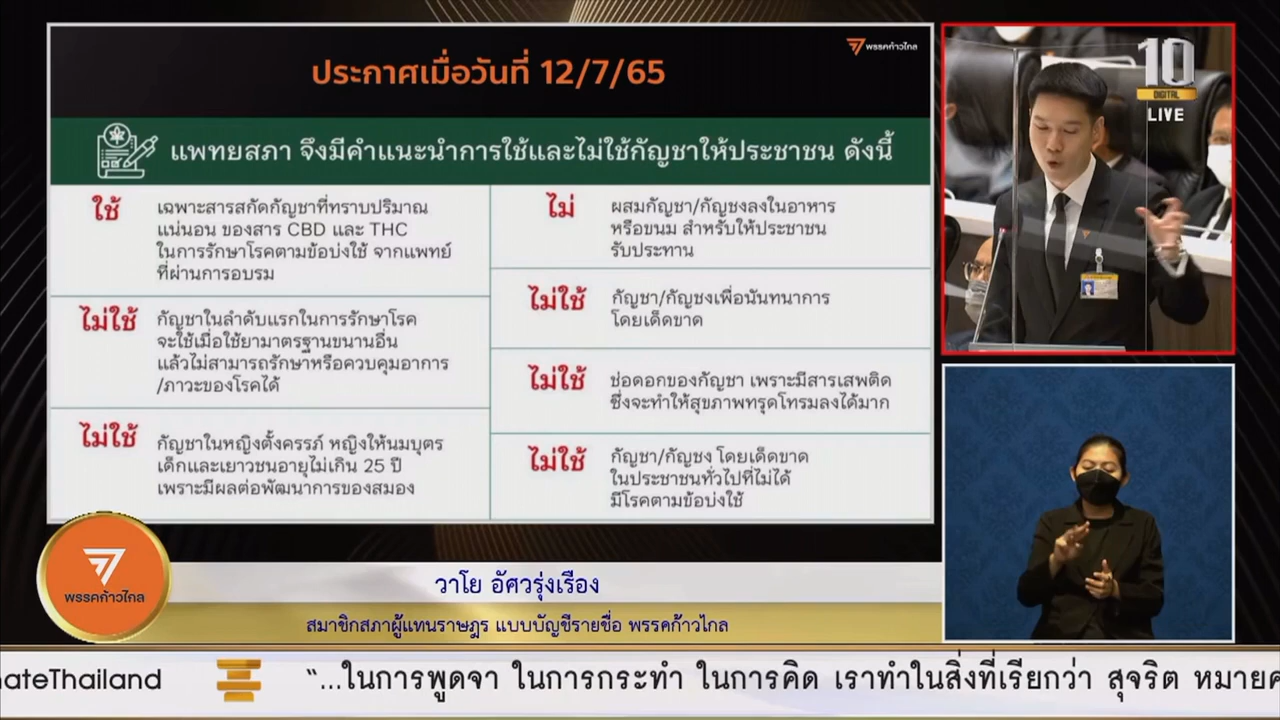 พรรคก้าวไกล
ประกาศเมื่อวันที่ 12/7/65
แพทยสภา จึงมีคำแนะนำการใช้และไม่ใช้กัญชาให้ประชาชน ดังนี้
ใช้
เฉพาะสารสกัดกัญชาที่ทราบปริมาณ
แน่นอน ของสาร CBD และ THC
ในการรักษาโรคตามข้อบ่งใช้ จากแพทย์
ที่ผ่านการอบรม
ไม่ใช้
กัญชาในลำดับแรกในการรักษาโรค
จะใช้เมื่อใช้ยามาตรฐานขนานอื่น
แล้วไม่สามารถรักษาหรือควบคุมอาการ
/ภาวะของโรคได้
ไม่ใช้
กัญชาในหญิงตั้งครรภ์ หญิงให้นมบุตร
เด็กและเยาวชนอายุไม่เกิน 25 ปี
เพราะมีผลต่อพัฒนาการของสมอง
ไม่
ผสมกัญชา/กัญชงลงในอาหาร
หรือขนม สำหรับให้ประชาชน
รับประทาน
ไม่ใช้
กัญชา/กัญชงเพื่อนันทนาการ
โดยเด็ดขาด
ไม่ใช้
ช่อดอกของกัญชา เพราะมีสารเสพติด
ซึ่งจะทำให้สุขภาพทรุดโทรมลงได้มาก
ไม่ใช้
กัญชา/กัญชง โดยเด็ดขาด
ในประชาชนทั่วไปที่ไม่ได้
มีโรคตามข้อบ่งใช้
10
DIGITAL
LIVE
พรรคก้าวไกล
วาโย อัศวรุ่งเรือง
สมาชิกสภาผู้แทนราษฎร แบบบัญชีรายชื่อ พรรคก้าวไกล
ateThailand
“...ในการพูดจา ในการกระทำ ในการคิด เราทำในสิ่งที่เรียกว่า สุจริต หมายค